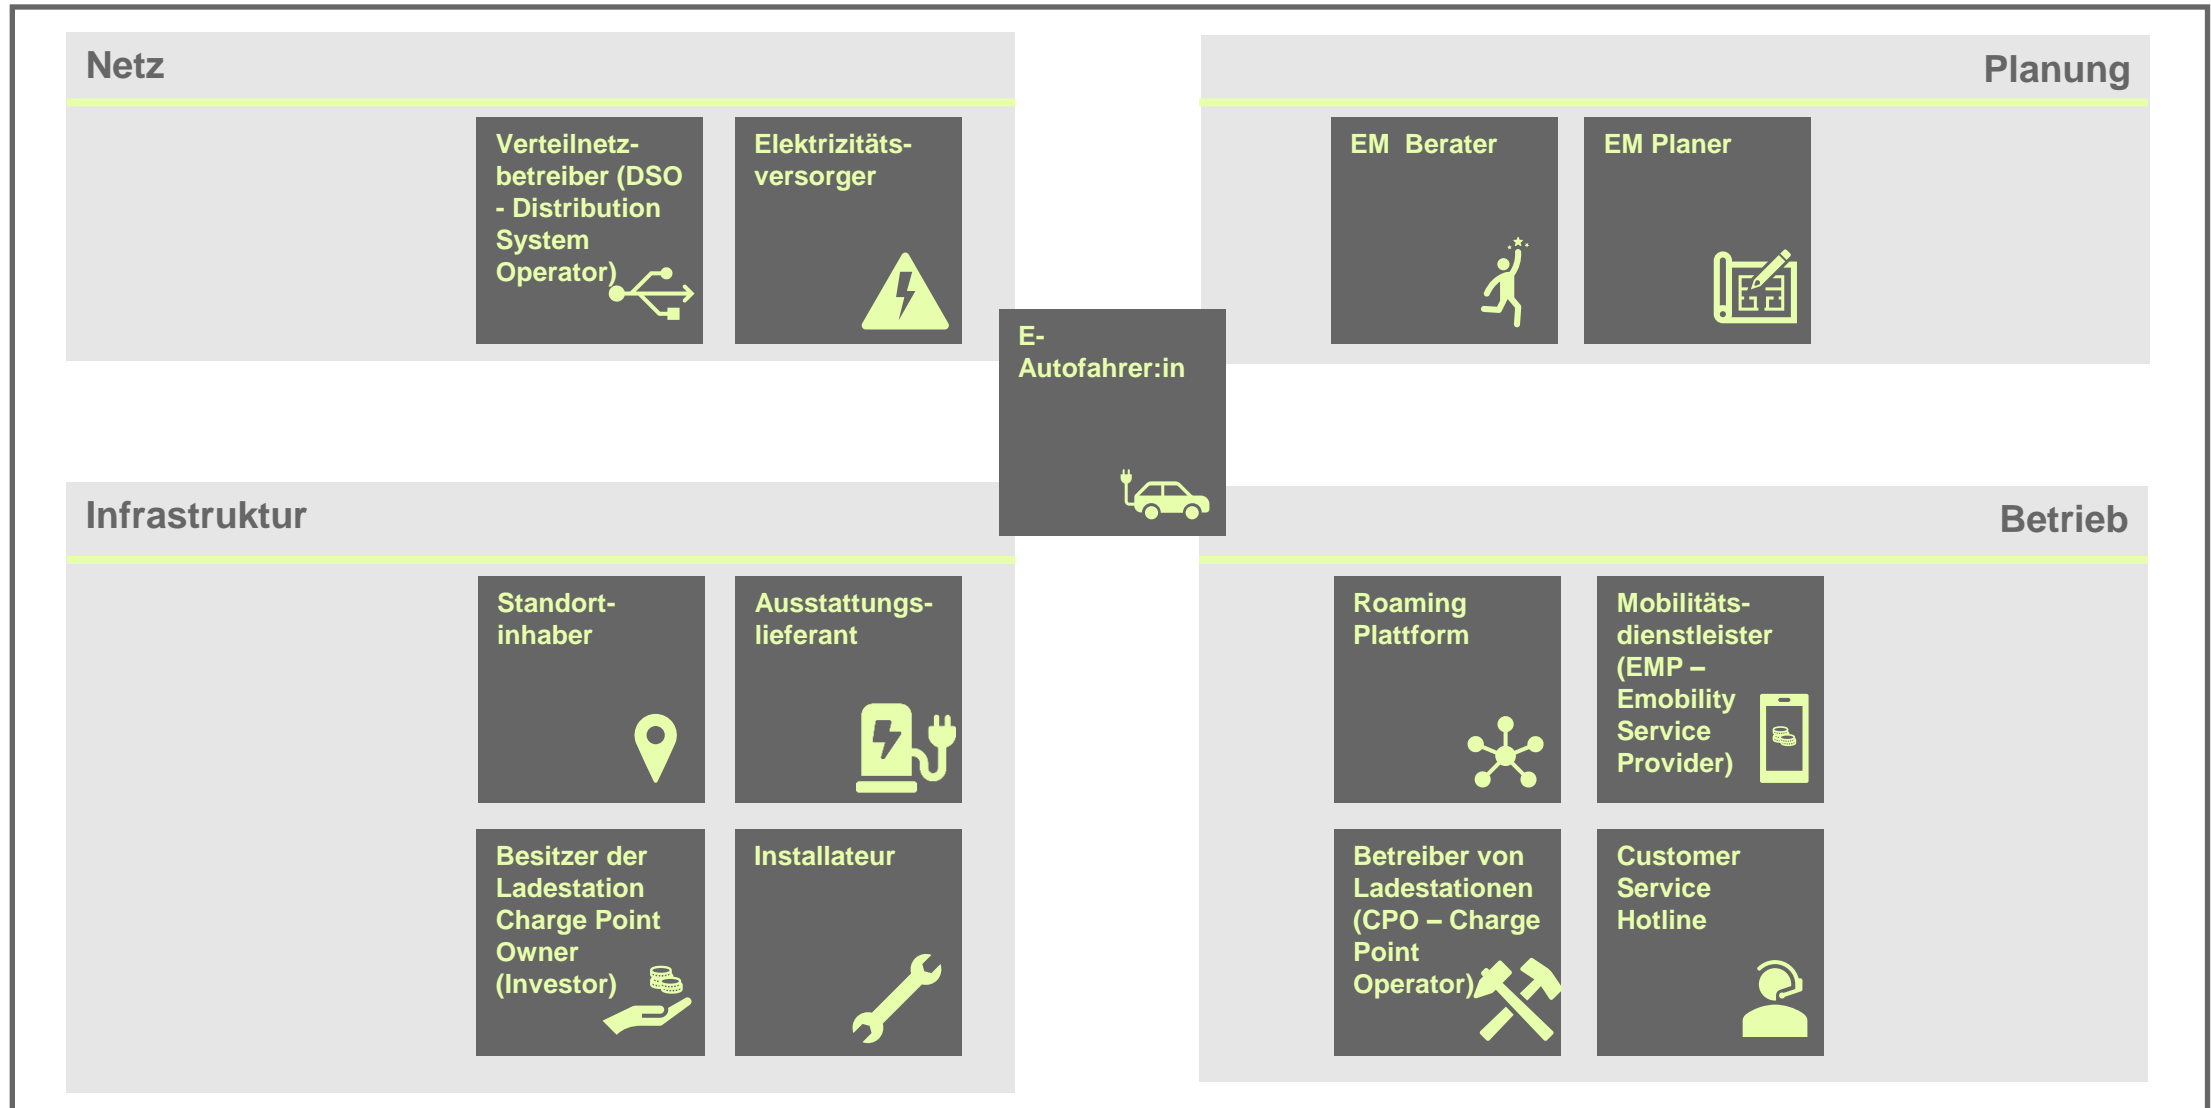 Netz
Verteilnetz-
betreiber (DSO
- Distribution
System
Operator)
Elektrizitäts-
versorger
Planung
EM  Berater
EM Planer
E-
Autofahrer:in
Infrastruktur
Standort-
inhaber
Ausstattungs-
lieferant
Besitzer der
Ladestation
Charge Point
Owner
(Investor)
Installateur
Betrieb
Roaming
Plattform
Mobilitäts-
dienstleister
(EMP –
Emobility
Service
Provider)
Betreiber von
Ladestationen
(CPO – Charge
Point
Operator)
Customer
Service
Hotline